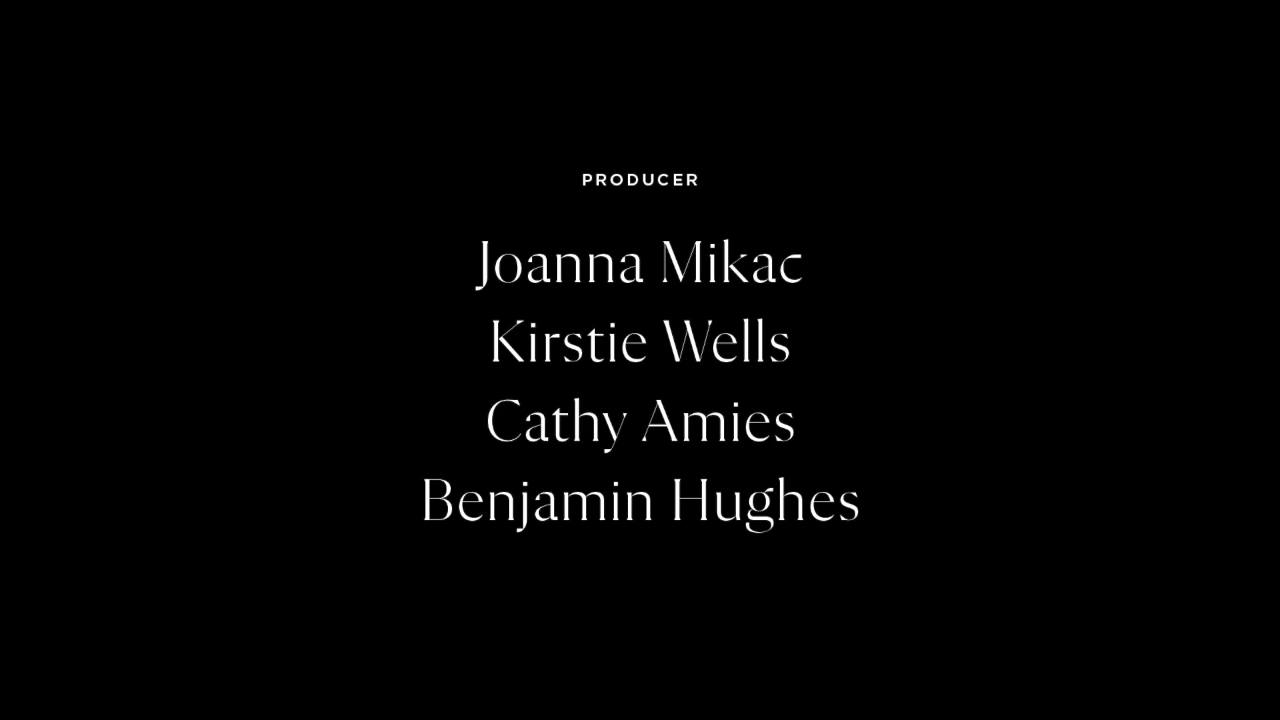 PRODUCER
Joanna Mikac
Kirstie Wells
Cathy Amies
Benjamin Hughes